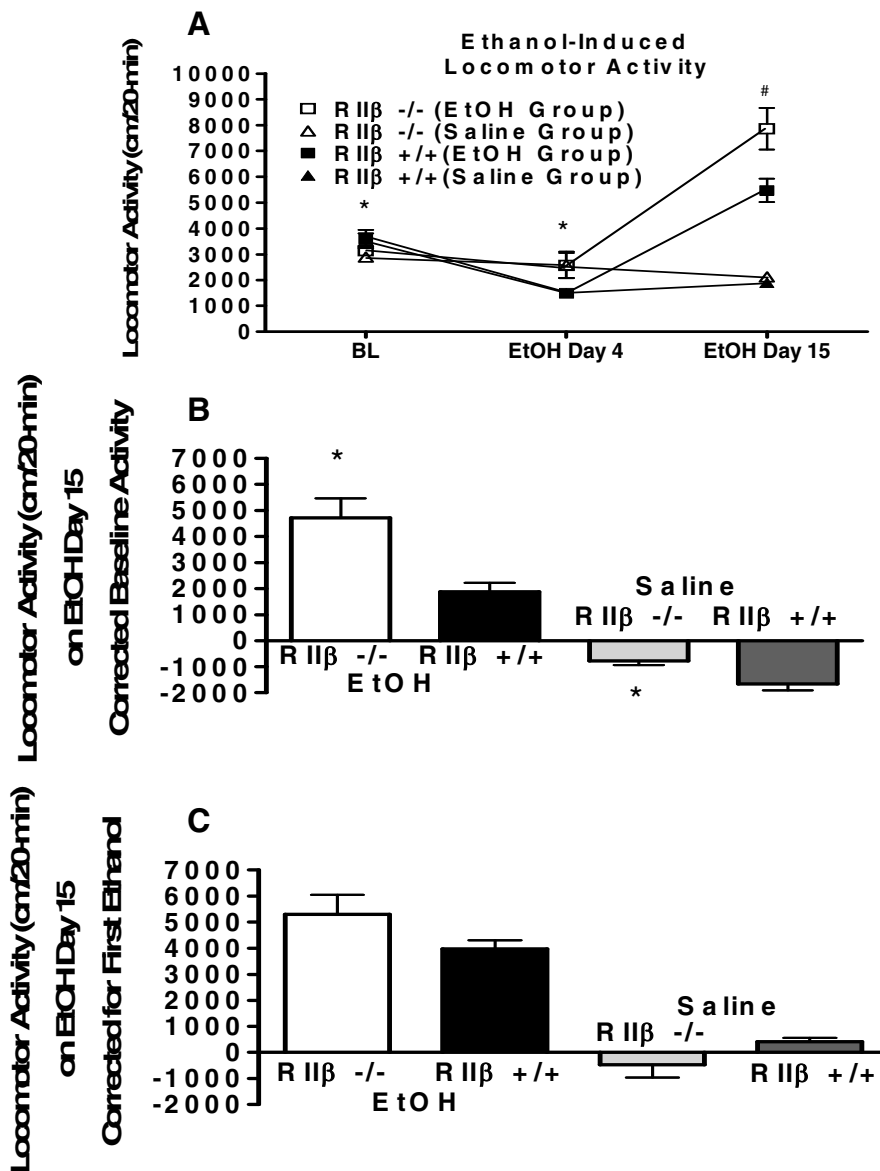 A
Ethanol-Induced
Locomotor Activity
Locomotor Activity (cm/20-min)
10000
9000
8000
7000
6000
5000
4000
3000
2000
1000
0
RIIβ -/- (EtOH Group)
RIIβ -/- (Saline Group)
RIIβ +/+ (EtOH Group)
RIIβ +/+ (Saline Group)
*
*
#
BL
EtOH Day 4
EtOH Day 15
B
Locomotor Activity (cm/20-min)
on EtOH Day 15
Corrected Baseline Activity
7000
6000
5000
4000
3000
2000
1000
0
-1000
-2000
*
Saline
RIIβ -/- RIIβ +/+
RIIβ -/- RIIβ +/+
EtOH
*
C
Locomotor Activity (cm/20-min)
on EtOH Day 15
Corrected for First Ethanol
7000
6000
5000
4000
3000
2000
1000
0
-1000
-2000
Saline
RIIβ -/-
RIIβ -/- RIIβ +/+ RIIβ +/+
EtOH